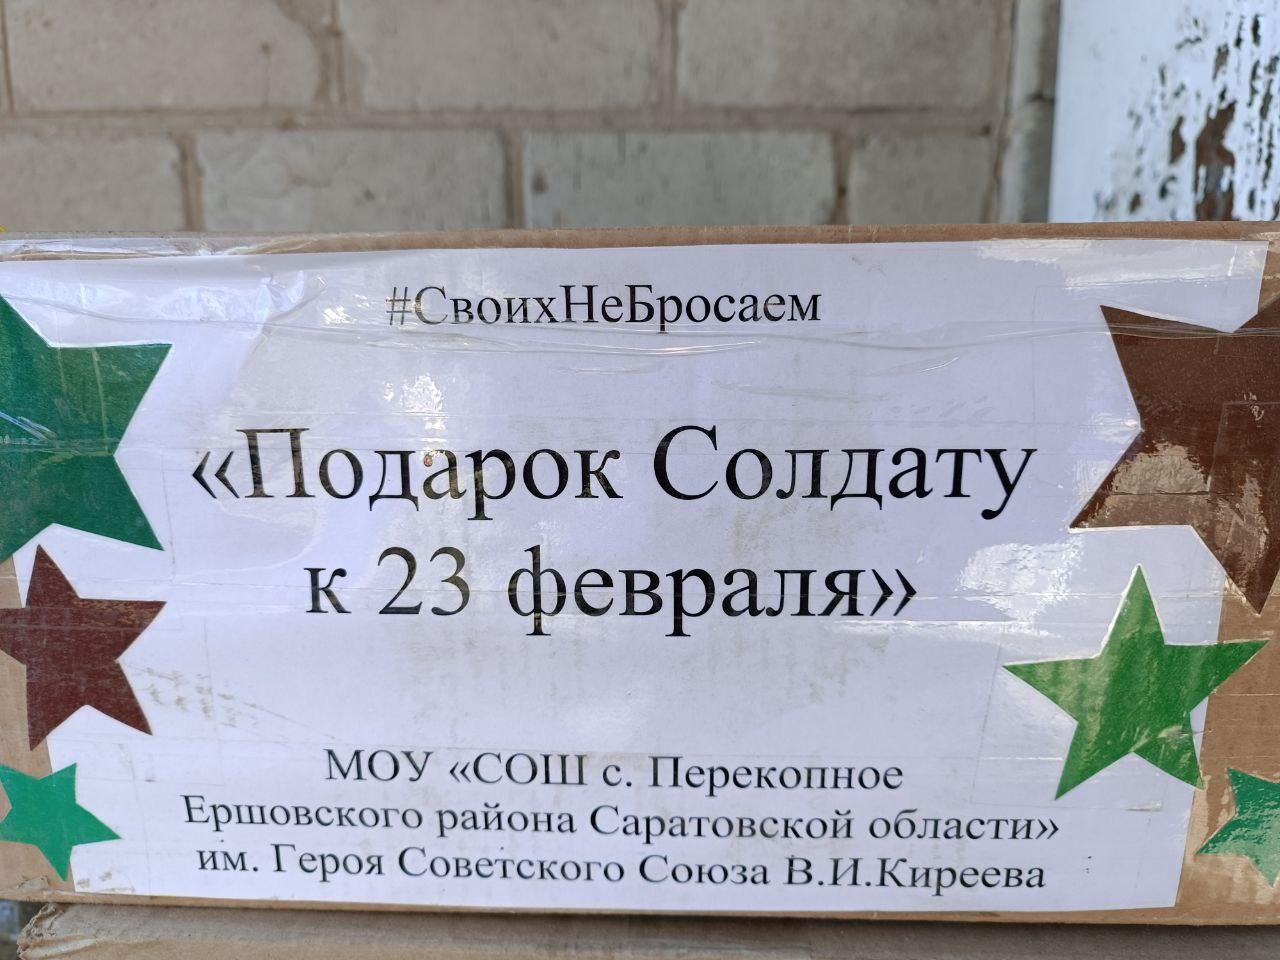 #СвоихНеБросаем
«Подарок Солдату
к 23 февраля»
МОУ «СОШ с. Перекопное
Ершовского района Саратовской области»
им. Героя Советского Союза В.И.Киреева